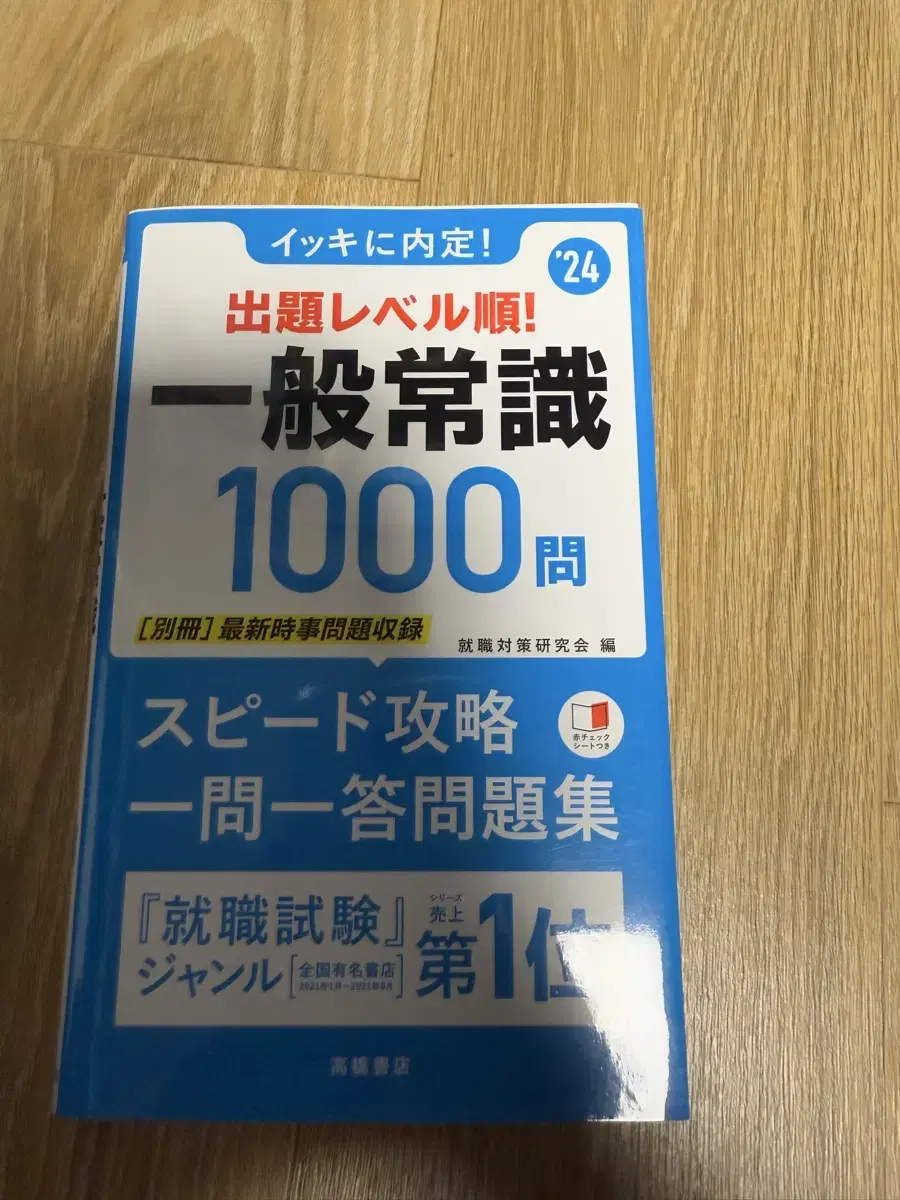 イッキに内定!
'24
出題レベル順!
一般常識
1000問
[別冊]最新時事問題収録
就職対策研究会 編
スピード攻略
赤チェック
シートつき
一問一答問題集
『就職試験』
ジャンル
[全国有名書店]
シリーズ
売上
第1位
高橋書店